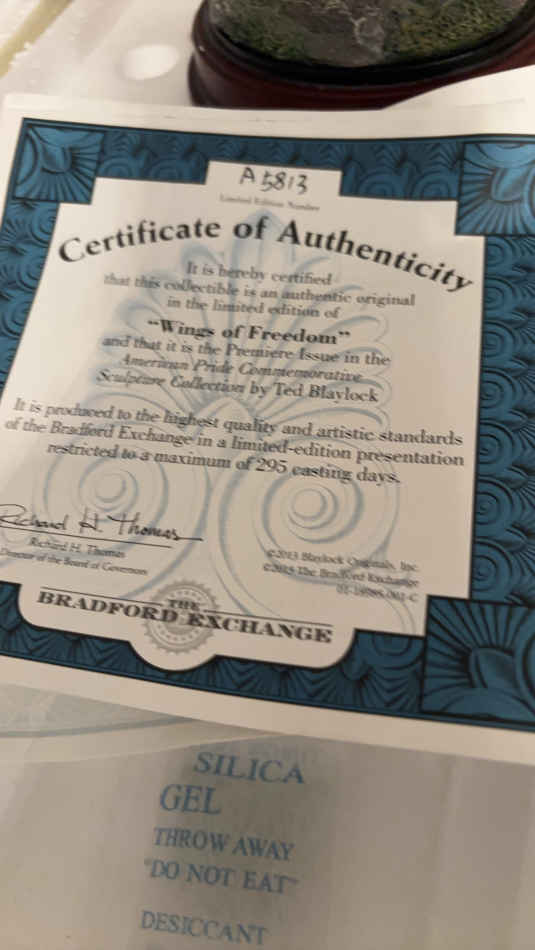 A5813
Limited Edition Number
Certificate of Authenticity
It is hereby certified
that this collectible is an authentic original
in the limited edition of
"Wings of Freedom"
and that it is the Premiere Issue in the
American Pride Commemorative
Sculpture Collection by Ted Blaylock
It is produced to the highest quality and artistic standards
of the Bradford Exchange in a limited-edition presentation
restricted to a maximum of 295 casting days.
Richard H. Thomas
Richard H. Thomas
Director of the Board of Governors
©2013 Blaylock Originals, Inc.
©2013 The Bradford Exchange
THE
BRADFORD EXCHANGE
SILICA
GEL
THROW AWAY
"DO NOT EAT"
DESICCANT